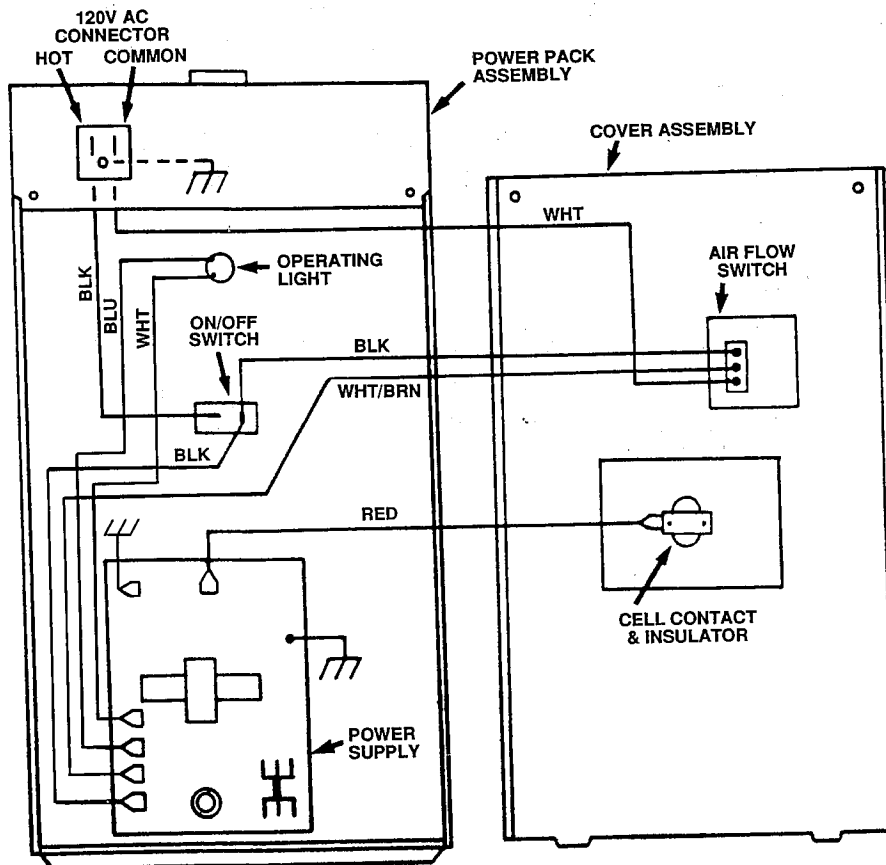 120V AC
CONNECTOR
HOT COMMON
POWER PACK
ASSEMBLY
COVER ASSEMBLY
WHT
AIR FLOW
SWITCH
OPERATING
LIGHT
BLK
BLU
WHT
ON/OFF
SWITCH
BLK
WHT/BRN
BLK
RED
CELL CONTACT
& INSULATOR
POWER
SUPPLY